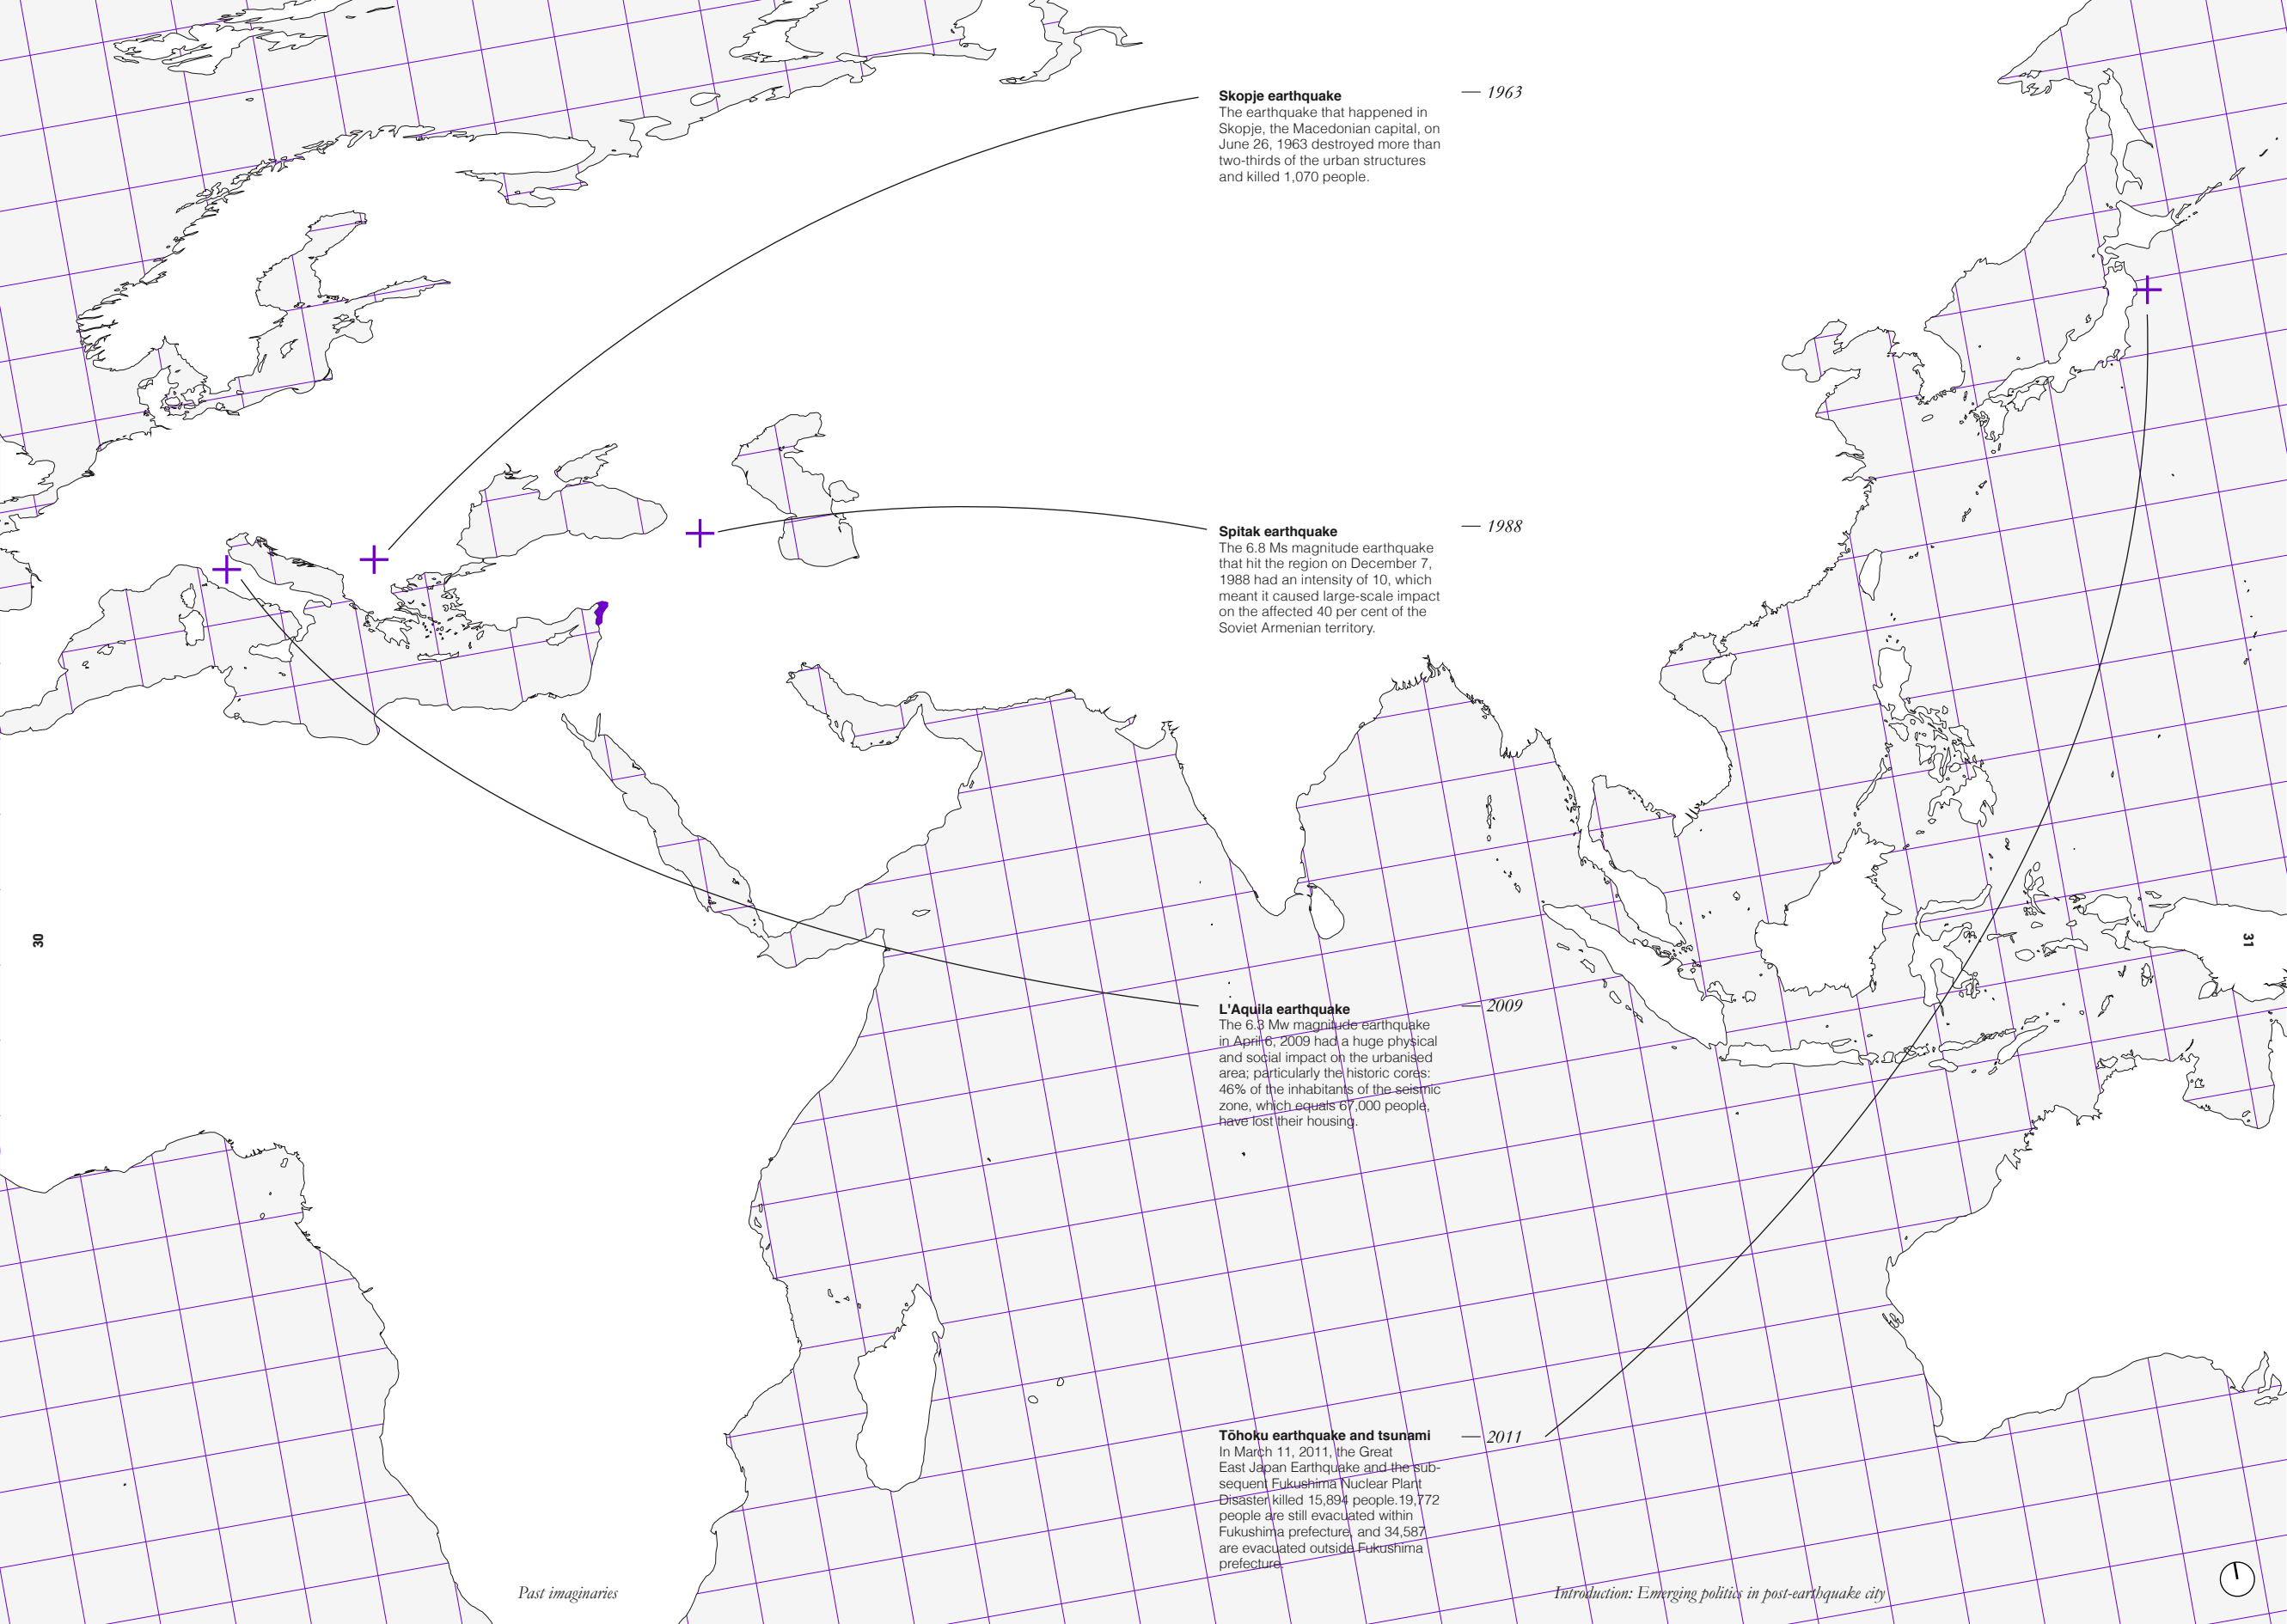 Skopje earthquake
— 1963
The earthquake that happened in
Skopje, the Macedonian capital, on
June 26, 1963 destroyed more than
two-thirds of the urban structures
and killed 1,070 people.
Spitak earthquake
— 1988
The 6.8 Ms magnitude earthquake
that hit the region on December 7,
1988 had an intensity of 10, which
meant it caused large-scale impact
on the affected 40 per cent of the
Soviet Armenian territory.
30
31
L'Aquila earthquake
— 2009
The 6.3 Mw magnitude earthquake
in April 6, 2009 had a huge physical
and social impact on the urbanised
area; particularly the historic cores:
46% of the inhabitants of the seismic
zone, which equals 67,000 people,
have lost their housing.
Tōhoku earthquake and tsunami
— 2011
In March 11, 2011, the Great
East Japan Earthquake and the sub-
sequent Fukushima Nuclear Plant
Disaster killed 15,894 people.19,772
people are still evacuated within
Fukushima prefecture, and 34,587
are evacuated outside Fukushima
prefecture.
Past imaginaries
Introduction: Emerging politics in post-earthquake city